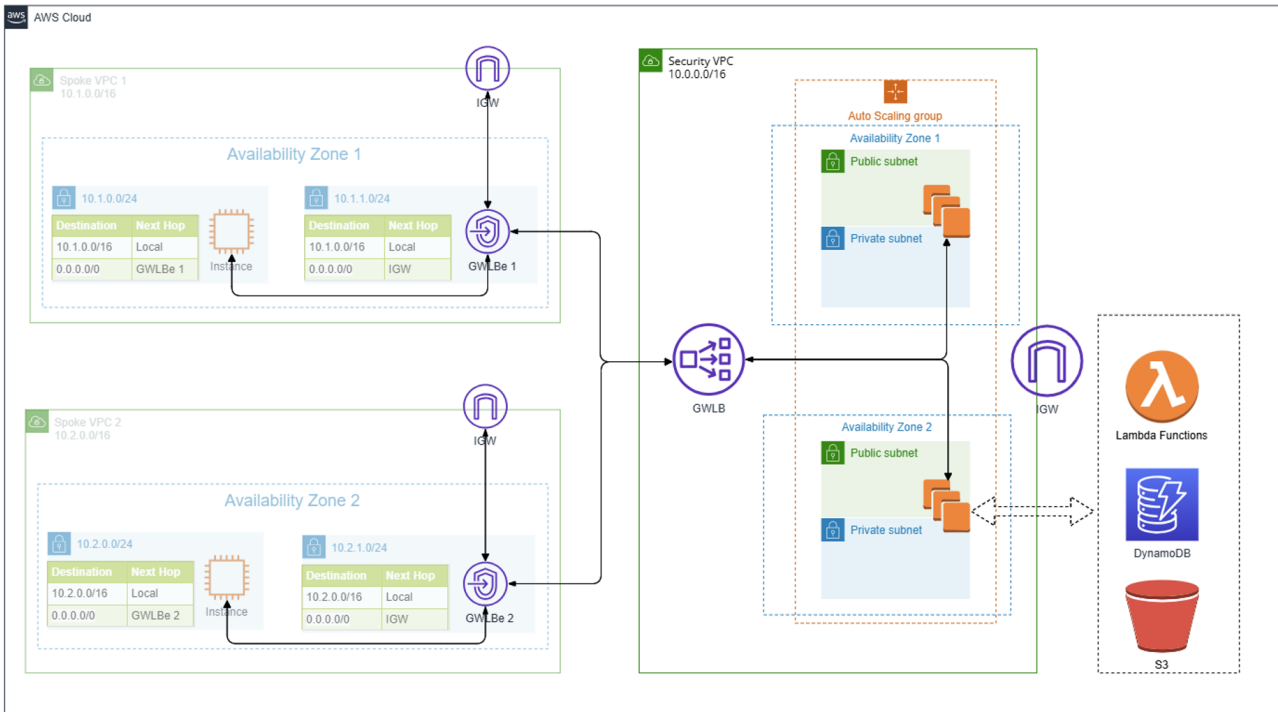 aws
AWS Cloud
Spoke VPC 1
10.1.0.0/16
IGW
Availability Zone 1
10.1.0.0/24
Destination Next Hop
10.1.0.0/16 Local
0.0.0.0/0 GWLBe 1
Instance
10.1.1.0/24
Destination Next Hop
10.1.0.0/16 Local
0.0.0.0/0 IGW
GWLBe 1
Spoke VPC 2
10.2.0.0/16
IGW
Availability Zone 2
10.2.0.0/24
Destination Next Hop
10.2.0.0/16 Local
0.0.0.0/0 GWLBe 2
Instance
10.2.1.0/24
Destination Next Hop
10.2.0.0/16 Local
0.0.0.0/0 IGW
GWLBe 2
Security VPC
10.0.0.0/16
Auto Scaling group
Availability Zone 1
Public subnet
Private subnet
GWLB
IGW
Availability Zone 2
Public subnet
Private subnet
Lambda Functions
DynamoDB
S3